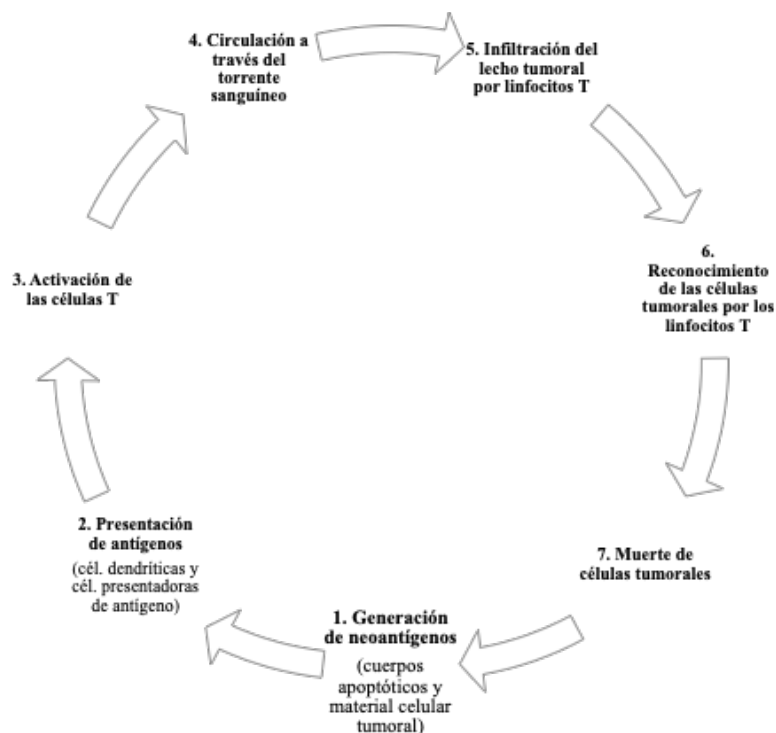 4. Circulación a
través del
torrente
sanguíneo
5. Infiltración del
lecho tumoral
por linfocitos T
6.
Reconocimiento
de las células
tumorales por los
linfocitos T
7. Muerte de
células tumorales
1. Generación
de neoantígenos
(cuerpos
apoptóticos y
material celular
tumoral)
2. Presentación
de antígenos
(cél. dendríticas y
cél. presentadoras
de antígeno)
3. Activación de
las células T